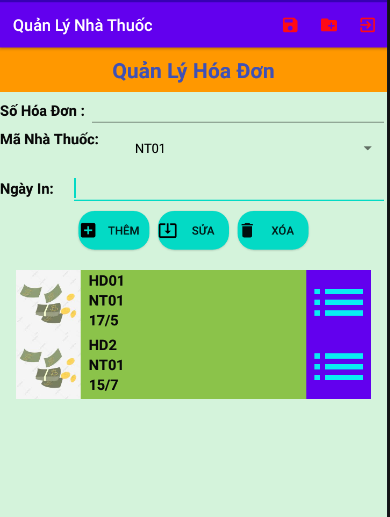 Quản Lý Nhà Thuốc
Quản Lý Hóa Đơn
Số Hóa Đơn :
Mã Nhà Thuốc:
NT01
Ngày In:
THÊM SỬA XÓA
HD01
NT01
17/5
HD2
NT01
15/7